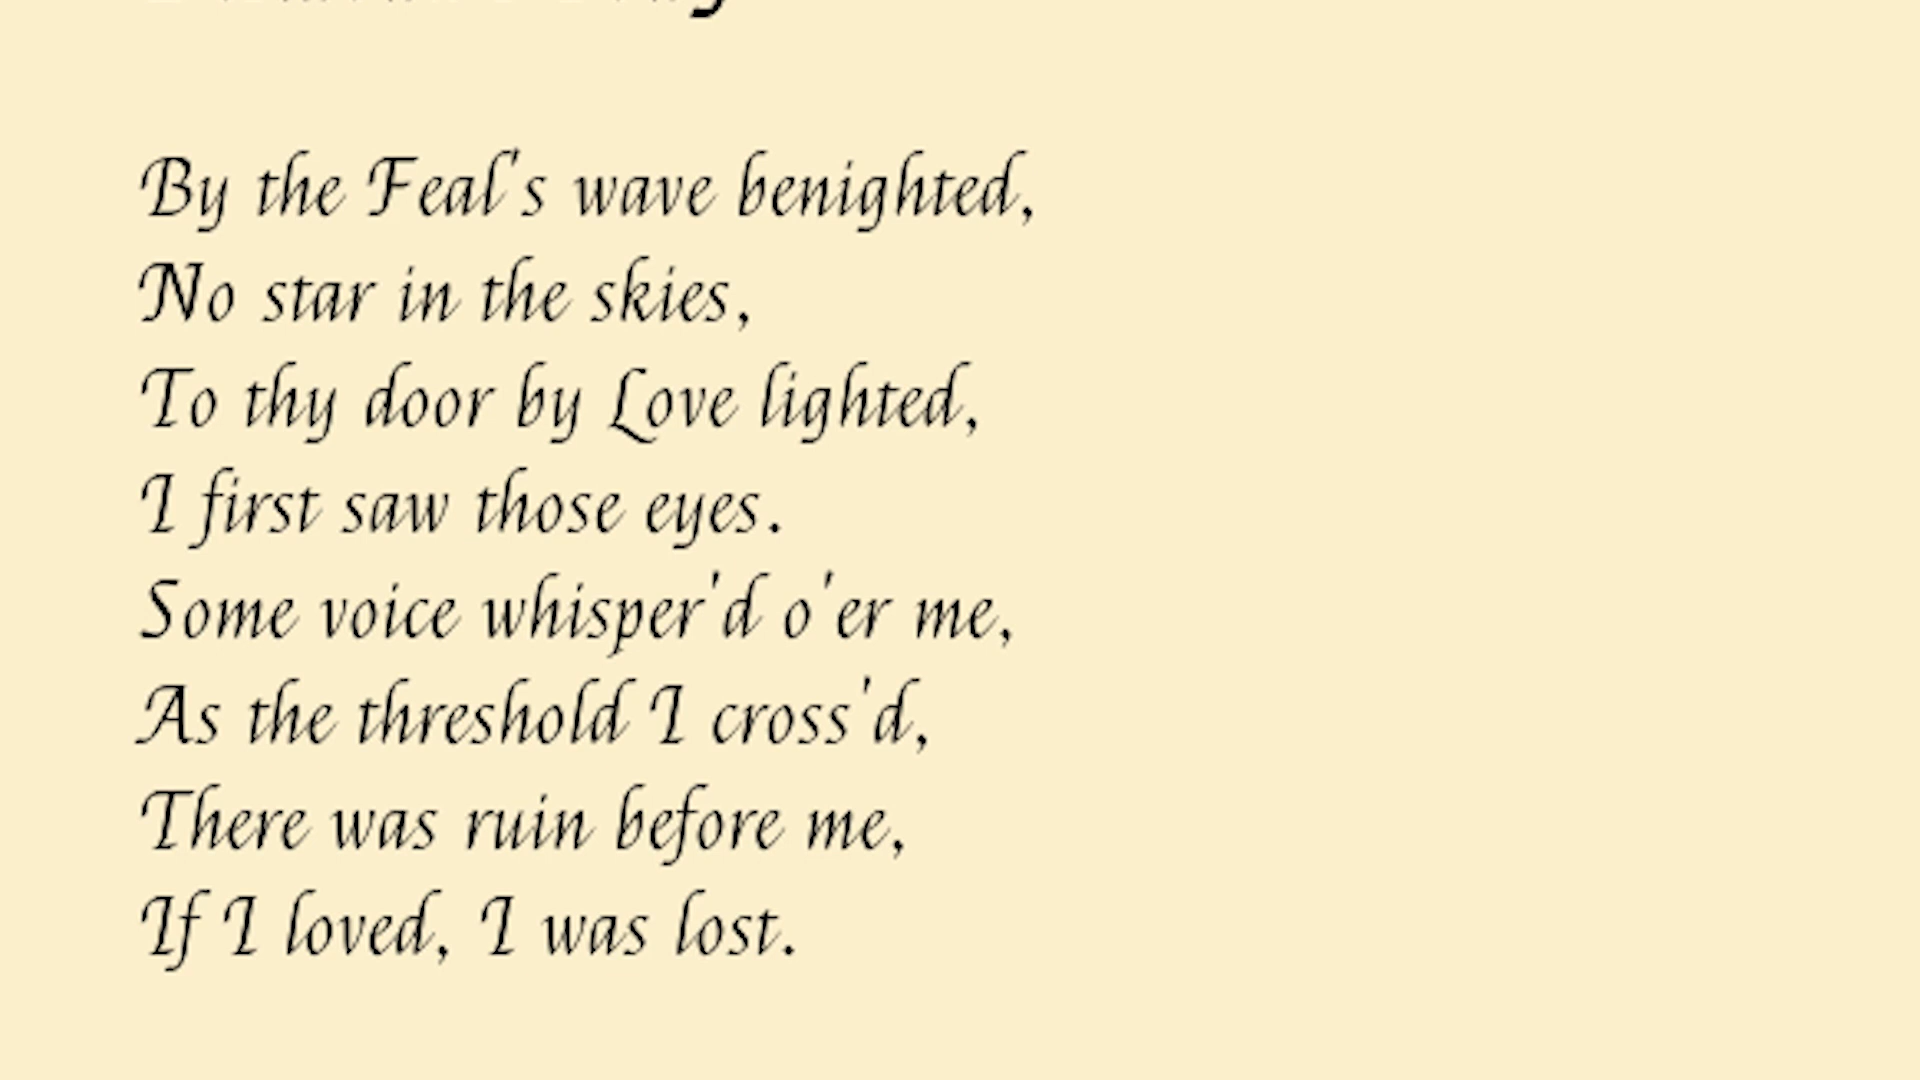 By the Feal's wave benighted,
No star in the skies,
To thy door by Love lighted,
I first saw those eyes.
Some voice whisper'd o'er me,
As the threshold I cross'd,
There was ruin before me,
If I loved, I was lost.